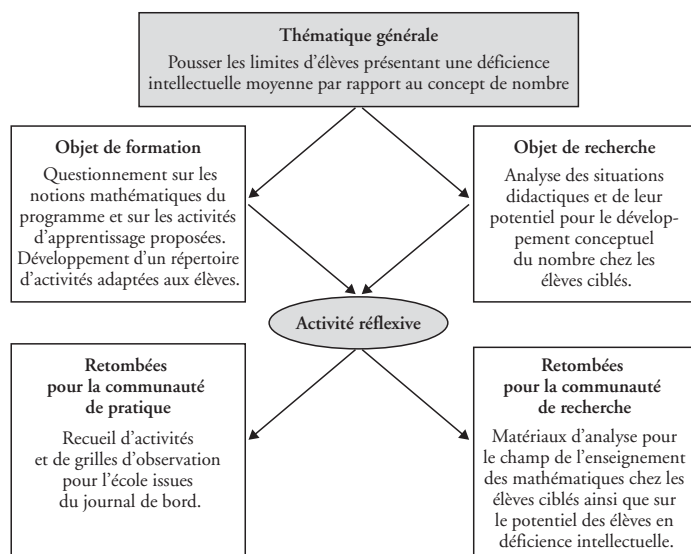 Thématique générale
Pousser les limites d'élèves présentant une déficience
intellectuelle moyenne par rapport au concept de nombre
Objet de formation
Questionnement sur les
notions mathématiques du
programme et sur les activités
d'apprentissage proposées.
Développement d'un répertoire
d'activités adaptées aux élèves.
Objet de recherche
Analyse des situations
didactiques et de leur
potentiel pour le dévelop-
pement conceptuel
du nombre chez les
élèves ciblés.
Activité réflexive
Retombées
pour la communauté
de pratique
Recueil d'activités
et de grilles d'observation
pour l'école issues
du journal de bord.
Retombées
pour la communauté
de recherche
Matériaux d'analyse pour
le champ de l'enseignement
des mathématiques chez les
élèves ciblés ainsi que sur
le potentiel des élèves en
déficience intellectuelle.